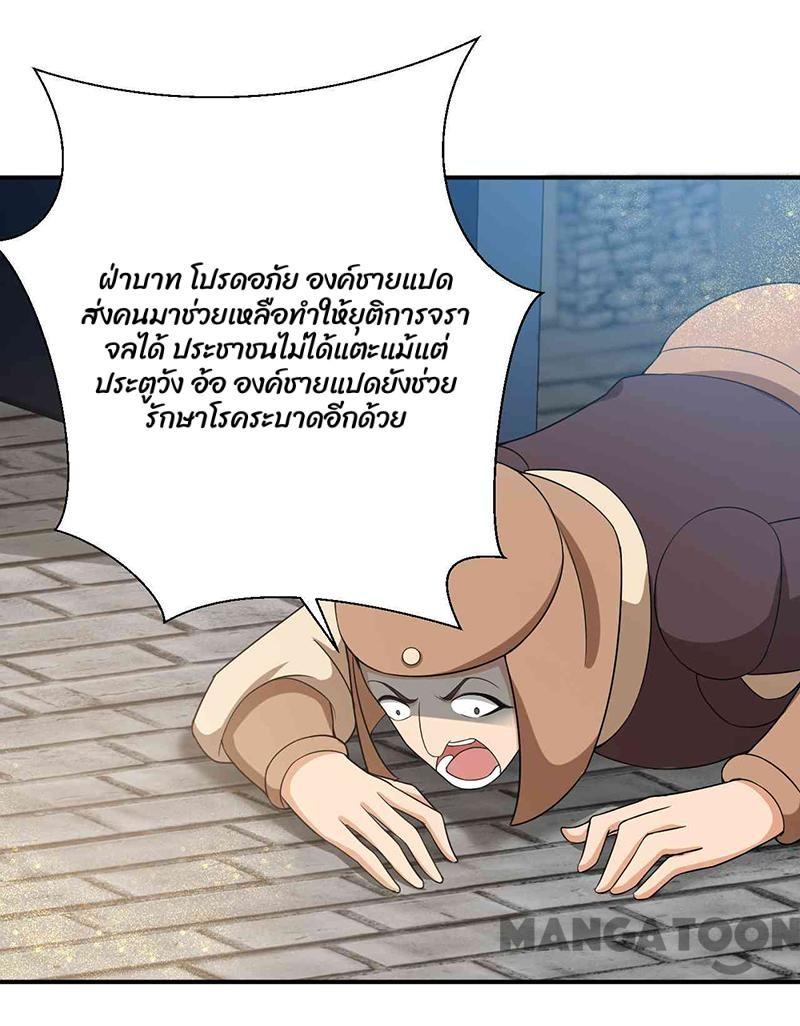 ฝ่าบาท โปรดอภัย องค์ชายแปด
ส่งคนมาช่วยเหลือทำให้ยุติการจรา
จลได้ ประชาชนไม่ได้แตะแม้แต่
ประตูวัง อ้อ องค์ชายแปดยังช่วย
รักษาโรคระบาดอีกด้วย
MANGATOON